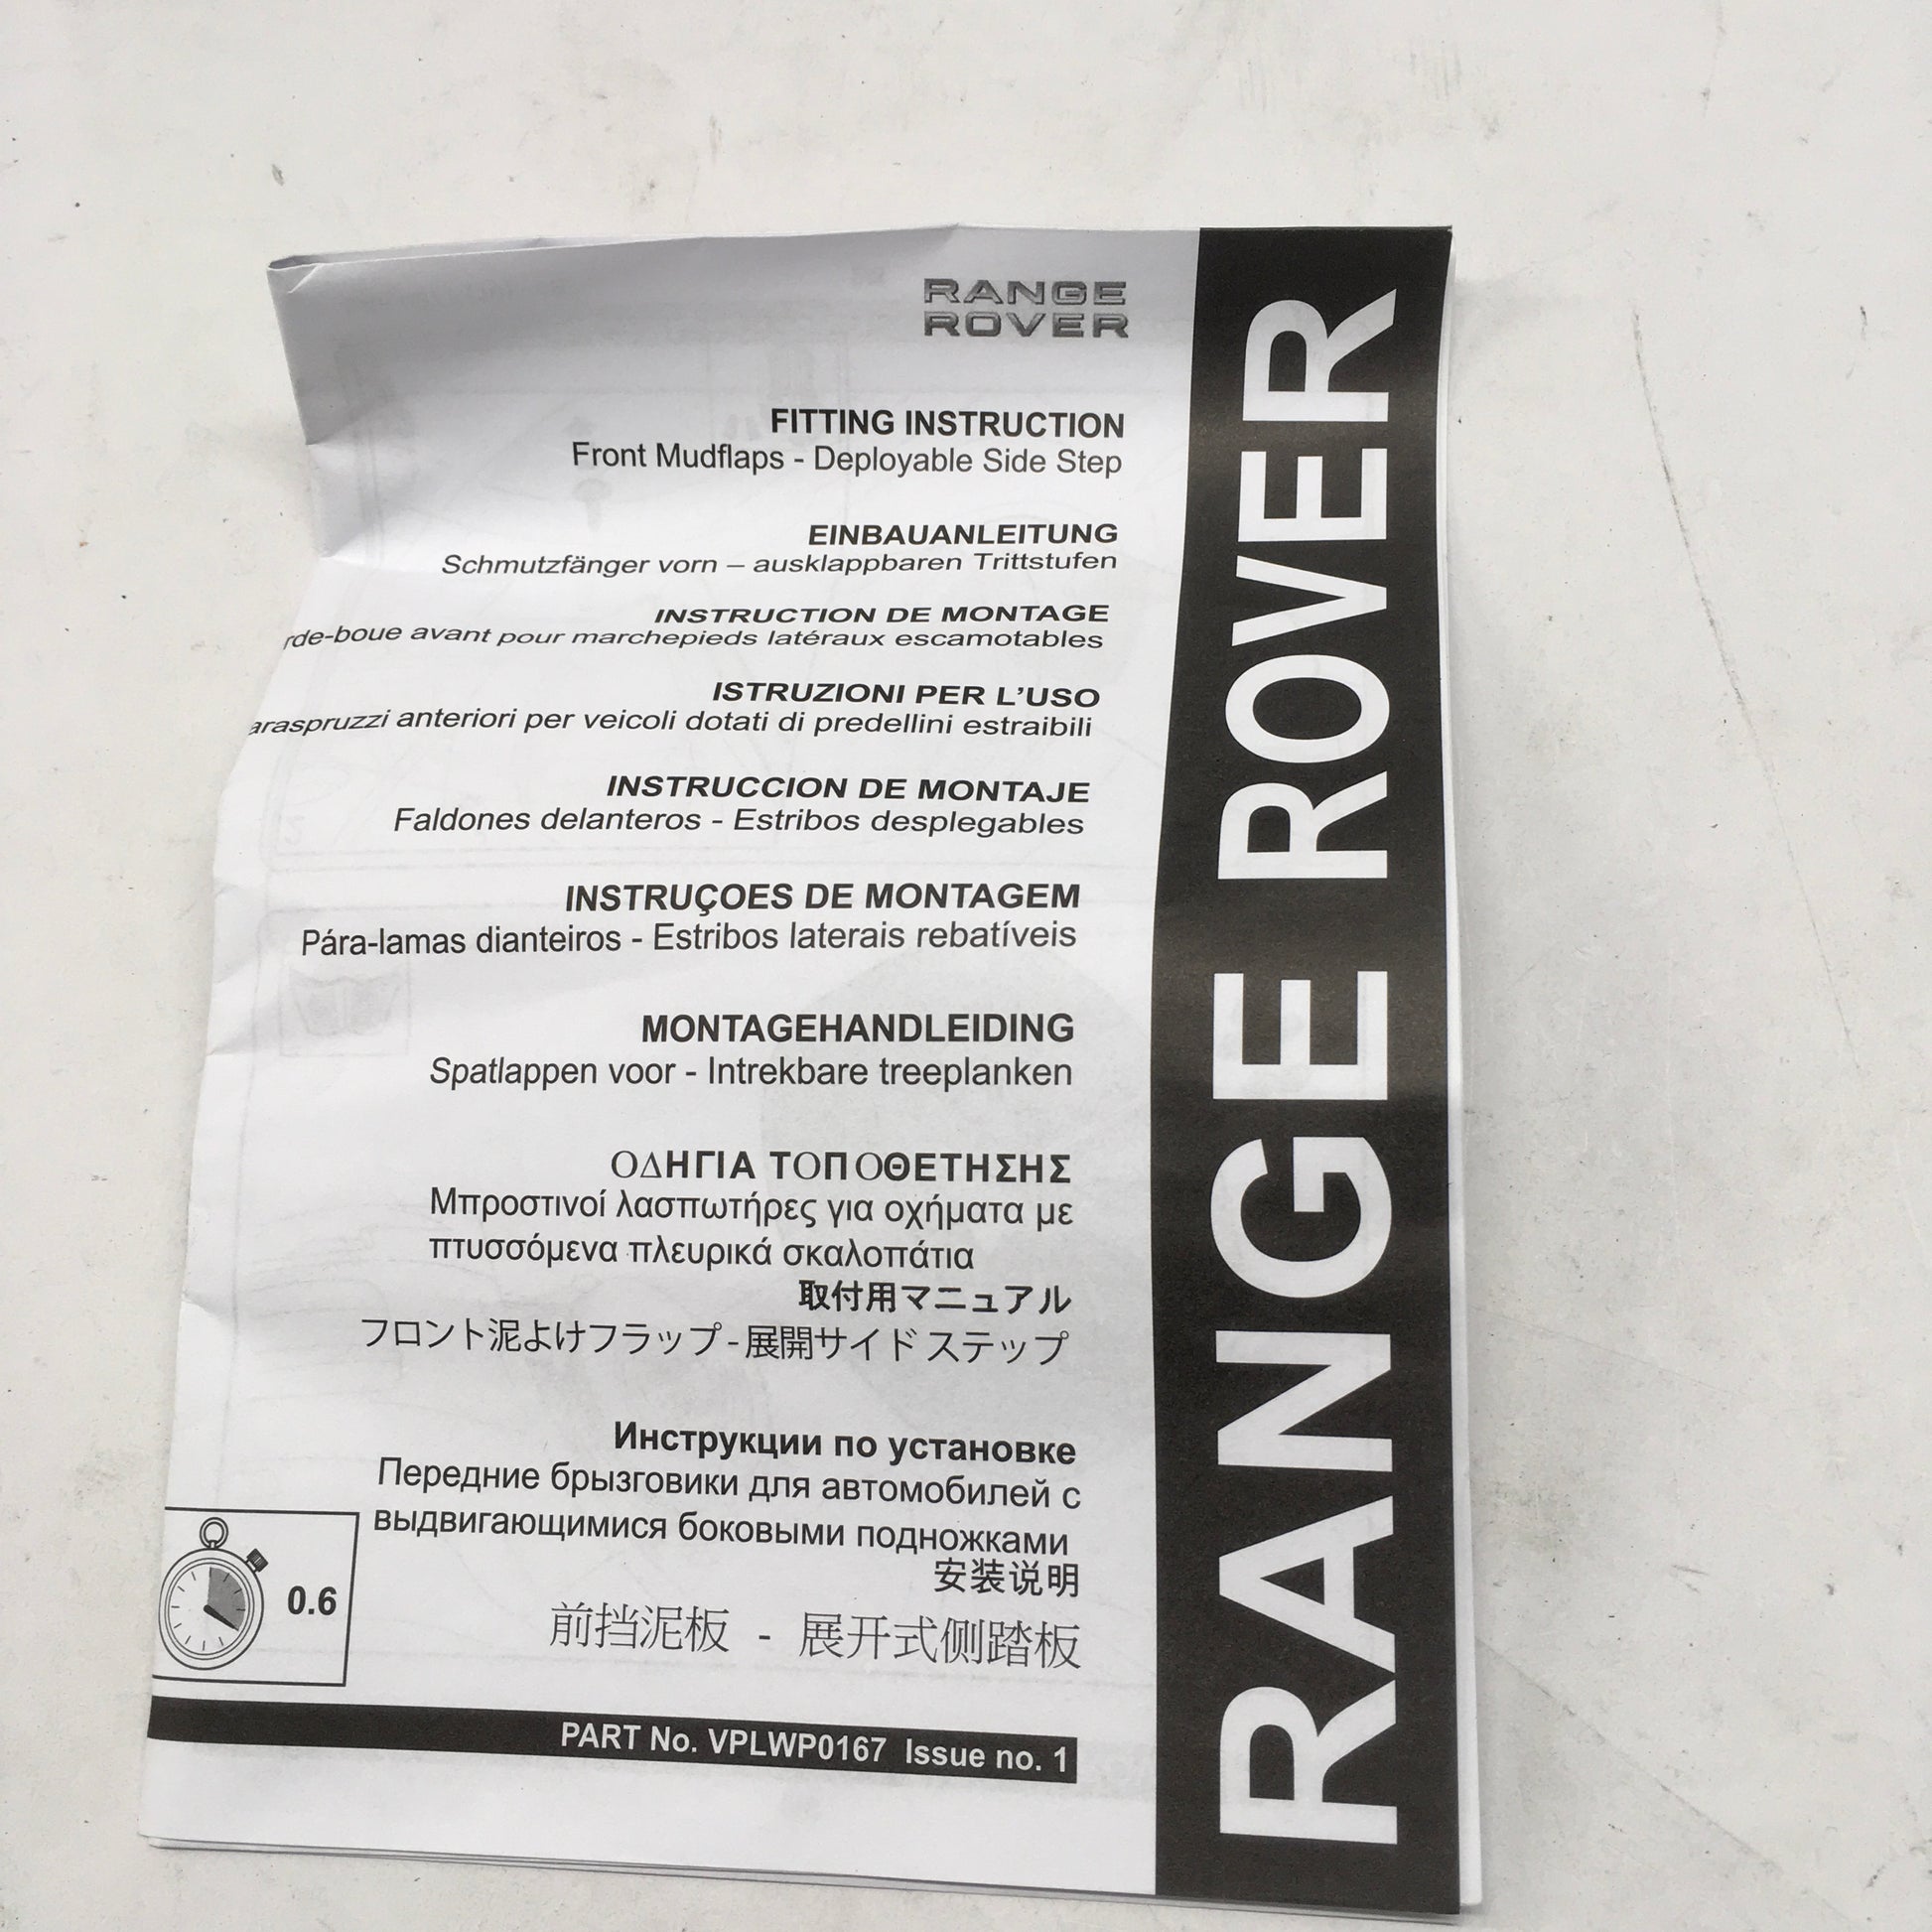 RANGE
ROVER
FITTING INSTRUCTION
Front Mudflaps - Deployable Side Step
EINBAUANLEITUNG
Schmutzfänger vorn – ausklappbaren Trittstufen
INSTRUCTION DE MONTAGE
avant pour marchepieds latéraux escamotables
ISTRUZIONI PER L'USO
anteriori per veicoli dotati di predellini estraibili
INSTRUCCION DE MONTAJE
Faldones delanteros - Estribos desplegables
INSTRUÇOES DE MONTAGEM
Pára-lamas dianteiros - Estribos laterais rebatíveis
MONTAGEHANDLEIDING
Spatlappen voor - Intrekbare treeplanken
ΟΔΗΓΙΑ ΤΟΠΟΘΕΤΗΣΗΣ
Μπροστινοί λασπωτήρες για οχήματα με
πτυσσόμενα πλευρικά σκαλοπάτια
取付用マニュアル
フロント泥よけフラップ-展開サイド ステップ
Инструкции по установке
Передние брызговики для автомобилей с
выдвигающимися боковыми подножками
安装说明
前挡泥板 - 展开式侧踏板
0.6
PART No. VPLWP0167 Issue no. 1
RANGE ROVER